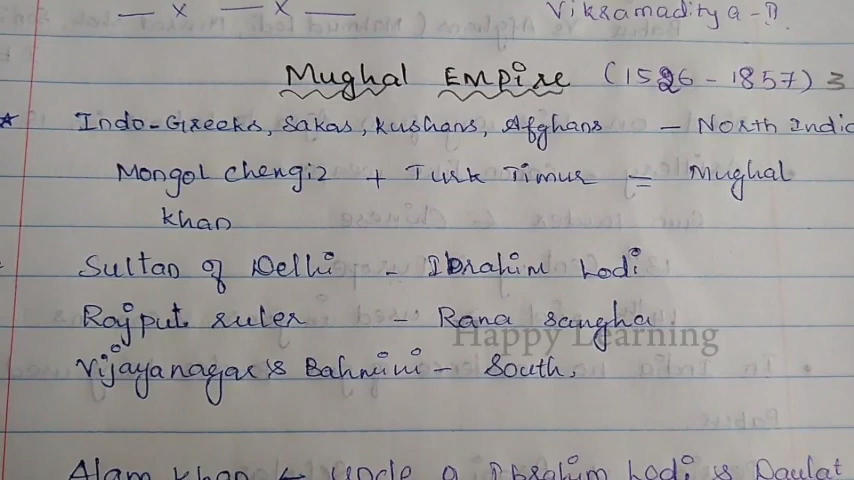 Vikramaditya - II.
Mughal Empire (1526 - 1857) 3
* Indo-Greeks, Sakas, Kushans, Afghans - North Indic
Mongol Chengiz + Turk Timur = Mughal
Khan
Sultan of Delhi - Ibrahim Lodi
Rajput ruler - Rana Sangha.
Happy Learning
Vijayanagar & Bahmini - South.
Alam Khan ← Uncle of Ibrahim Lodi & Daulat